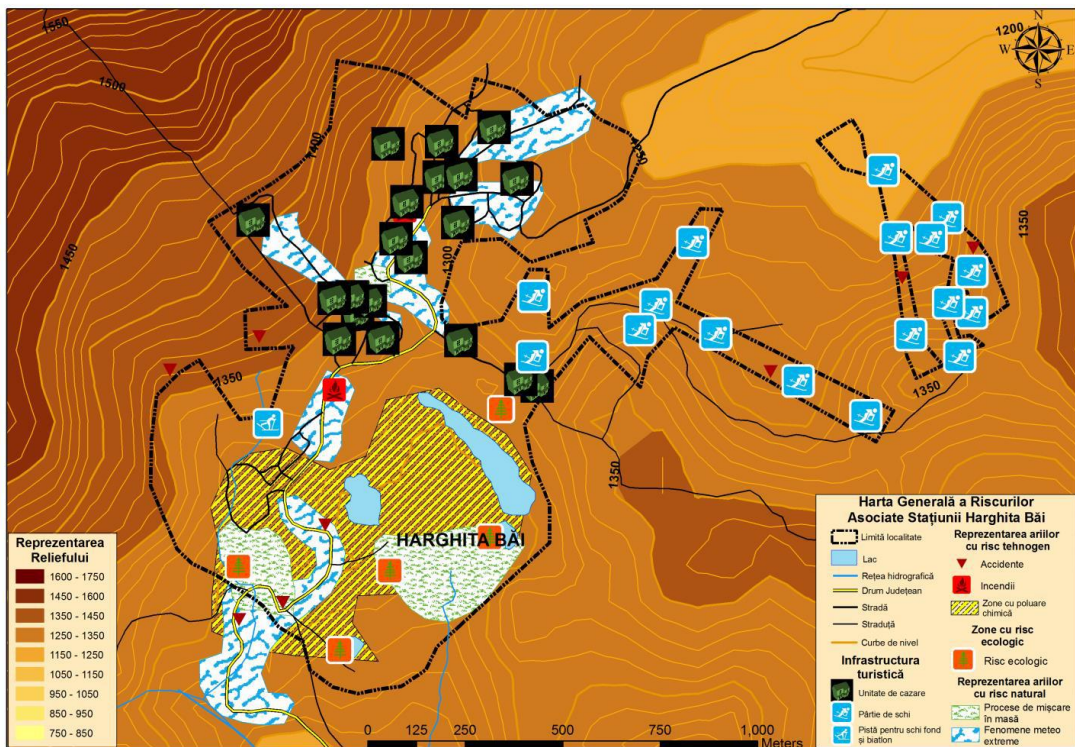 1550
1500
1400
1450
1300
1250
1200
1350
1350
1350
1350
N
W
E
S
HARGHITA BĂI
Reprezentarea
Reliefului
1600 - 1750
1450 - 1600
1350 - 1450
1250 - 1350
1150 - 1250
1050 - 1150
950 - 1050
850 - 950
750 - 850
0
250
500
750
1.000
Meters
Harta Generală a Riscurilor
Asociate Stațiunii Harghita Băi
Limită localitate
Lac
Rețea hidrografică
Drum Județean
Stradă
Straduță
Curbe de nivel
Infrastructura
turistică
Unitate de cazare
Pârtie de schi
Pistă pentru schi fond
și biatlon
Reprezentarea ariilor
cu risc tehnogen
Accidente
Incendii
Zone cu poluare
chimică
Zone cu risc
ecologic
Risc ecologic
Reprezentarea ariilor
cu risc natural
Procese de mișcare
în masă
Fenomene meteo
extreme